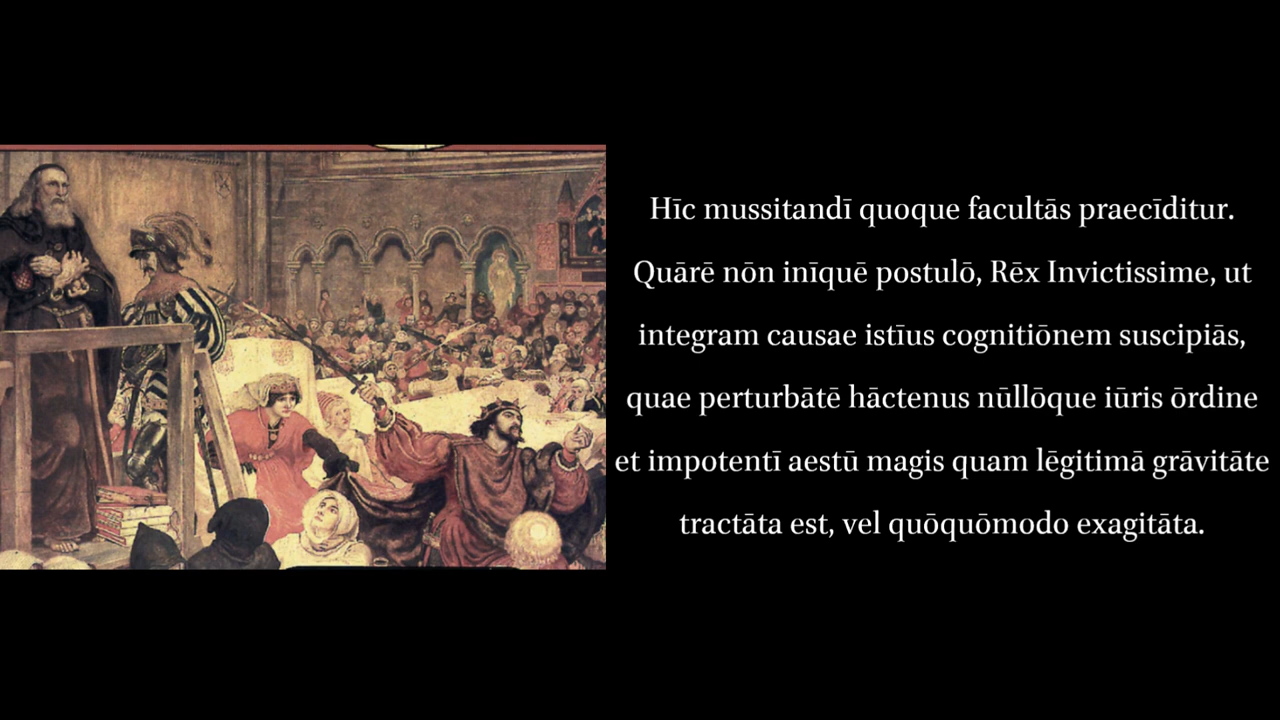 Hīc mussitandī quoque facultās praecīditur.
Quārē nōn inīquē postulō, Rēx Invictissime, ut
integram causae istīus cognitiōnem suscipiās,
quae perturbātē hāctenus nūllōque iūris ōrdine
et impotentī aestū magis quam lēgitimā grāvitāte
tractāta est, vel quōquōmodo exagitāta.